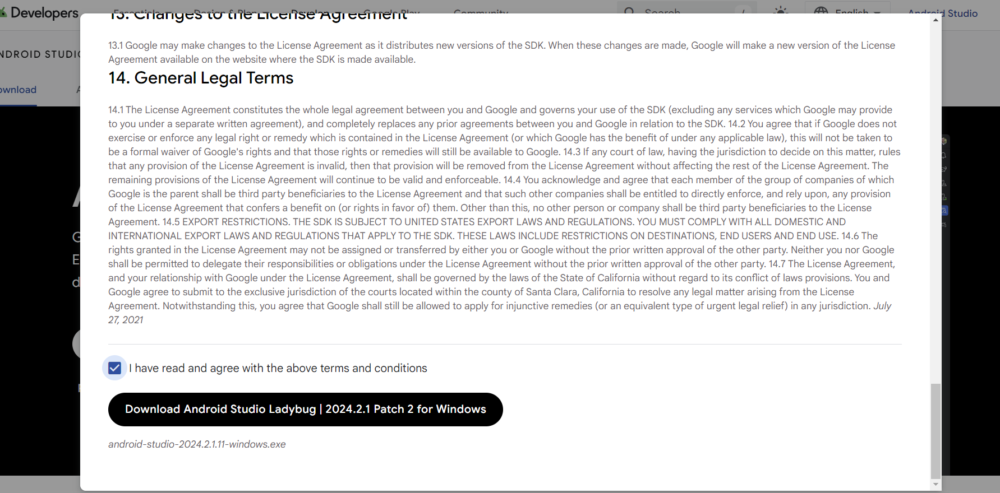 Developers
Essentials
Design & Plan
Develop
Google Play
Community
Search
/
English
Android Studio
ANDROID STUDIO
Download
13. Changes to the License Agreement
13.1 Google may make changes to the License Agreement as it distributes new versions of the SDK. When these changes are made, Google will make a new version of the License
Agreement available on the website where the SDK is made available.
14. General Legal Terms
14.1 The License Agreement constitutes the whole legal agreement between you and Google and governs your use of the SDK (excluding any services which Google may provide
to you under a separate written agreement), and completely replaces any prior agreements between you and Google in relation to the SDK. 14.2 You agree that if Google does not
exercise or enforce any legal right or remedy which is contained in the License Agreement (or which Google has the benefit of under any applicable law), this will not be taken to
be a formal waiver of Google's rights and that those rights or remedies will still be available to Google. 14.3 If any court of law, having the jurisdiction to decide on this matter, rules
that any provision of the License Agreement is invalid, then that provision will be removed from the License Agreement without affecting the rest of the License Agreement. The
remaining provisions of the License Agreement will continue to be valid and enforceable. 14.4 You acknowledge and agree that each member of the group of companies of which
Google is the parent shall be third party beneficiaries to the License Agreement and that such other companies shall be entitled to directly enforce, and rely upon, any provision
of the License Agreement that confers a benefit on (or rights in favor of) them. Other than this, no other person or company shall be third party beneficiaries to the License
Agreement. 14.5 EXPORT RESTRICTIONS. THE SDK IS SUBJECT TO UNITED STATES EXPORT LAWS AND REGULATIONS. YOU MUST COMPLY WITH ALL DOMESTIC AND
INTERNATIONAL EXPORT LAWS AND REGULATIONS THAT APPLY TO THE SDK. THESE LAWS INCLUDE RESTRICTIONS ON DESTINATIONS, END USERS AND END USE. 14.6 The
rights granted in the License Agreement may not be assigned or transferred by either you or Google without the prior written approval of the other party. Neither you nor Google
shall be permitted to delegate their responsibilities or obligations under the License Agreement without the prior written approval of the other party. 14.7 The License Agreement,
and your relationship with Google under the License Agreement, shall be governed by the laws of the State of California without regard to its conflict of laws provisions. You and
Google agree to submit to the exclusive jurisdiction of the courts located within the county of Santa Clara, California to resolve any legal matter arising from the License
Agreement. Notwithstanding this, you agree that Google shall still be allowed to apply for injunctive remedies (or an equivalent type of urgent legal relief) in any jurisdiction. July
27, 2021
I have read and agree with the above terms and conditions
Download Android Studio Ladybug | 2024.2.1 Patch 2 for Windows
android-studio-2024.2.1.11-windows.exe